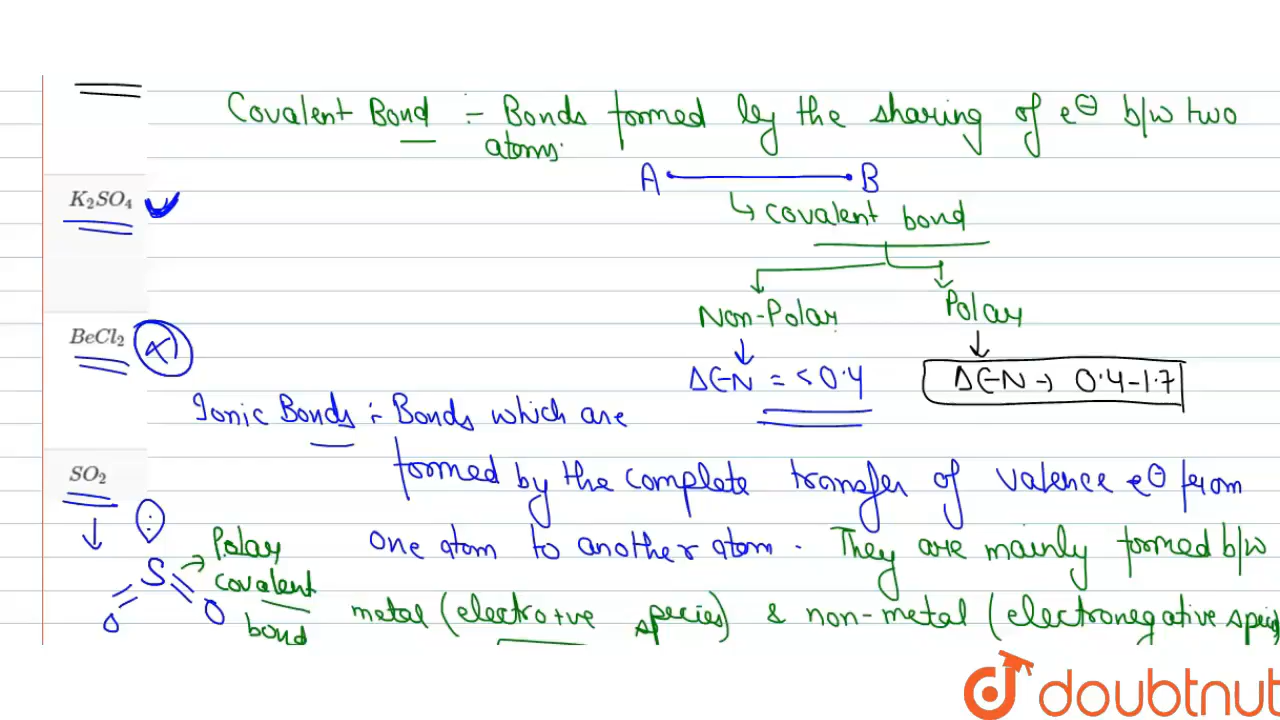 Covalent Bond :- Bonds formed by the sharing of e⊖ b/w two
atoms.
A B
K₂SO₄
↳ covalent bond
Non-Polar Polar
BeCl₂
ΔEN = <0.4 ΔEN → 0.4-1.7
Ionic Bonds :- Bonds which are
SO₂
formed by the complete transfer of valence e⊖ from
one atom to another atom. They are mainly formed b/w
S → Polar
covalent
bond
O O
metal (electro+ve species) & non-metal (electronegative species
doubtnut